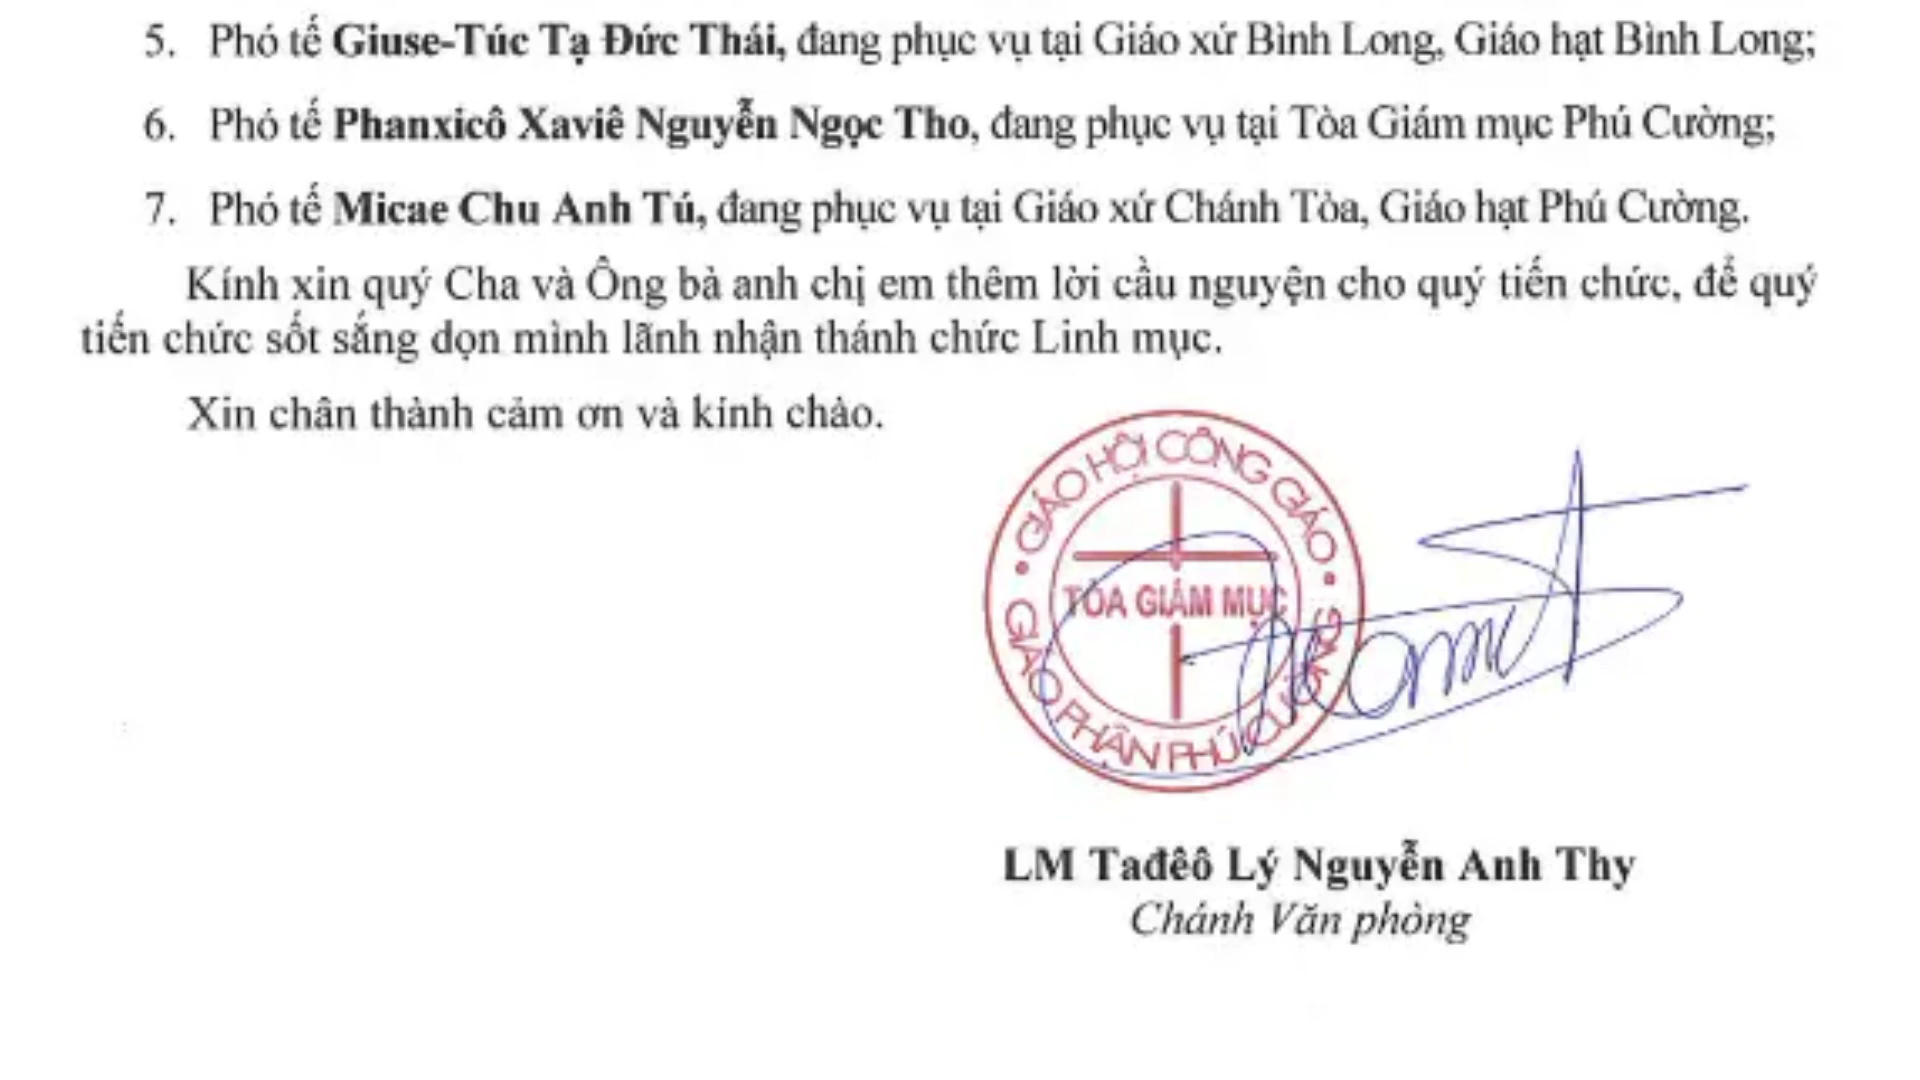 5. Phó tế Giuse-Túc Tạ Đức Thái, đang phục vụ tại Giáo xứ Bình Long, Giáo hạt Bình Long;
6. Phó tế Phanxicô Xaviê Nguyễn Ngọc Tho, đang phục vụ tại Tòa Giám mục Phú Cường;
7. Phó tế Micae Chu Anh Tú, đang phục vụ tại Giáo xứ Chánh Tòa, Giáo hạt Phú Cường.
Kính xin quý Cha và Ông bà anh chị em thêm lời cầu nguyện cho quý tiến chức, để quý
tiến chức sốt sắng dọn mình lãnh nhận thánh chức Linh mục.
Xin chân thành cảm ơn và kính chào.
GIÁO HỘI CÔNG GIÁO
TÒA GIÁM MỤC
GIÁO PHẬN PHÚ CƯỜNG
LM Tađêô Lý Nguyễn Anh Thy
Chánh Văn phòng